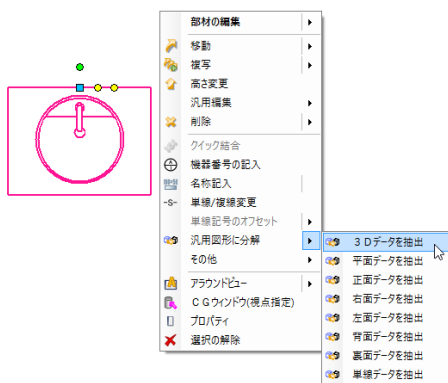 部材の編集
移動
複写
高さ変更
汎用編集
削除
クイック結合
機器番号の記入
名称記入
-S- 単線/複線変更
単線記号のオフセット
汎用図形に分解
その他
アラウンドビュー
CGウィンドウ(視点指定)
プロパティ
選択の解除
3Dデータを抽出
平面データを抽出
正面データを抽出
右面データを抽出
左面データを抽出
背面データを抽出
裏面データを抽出
単線データを抽出